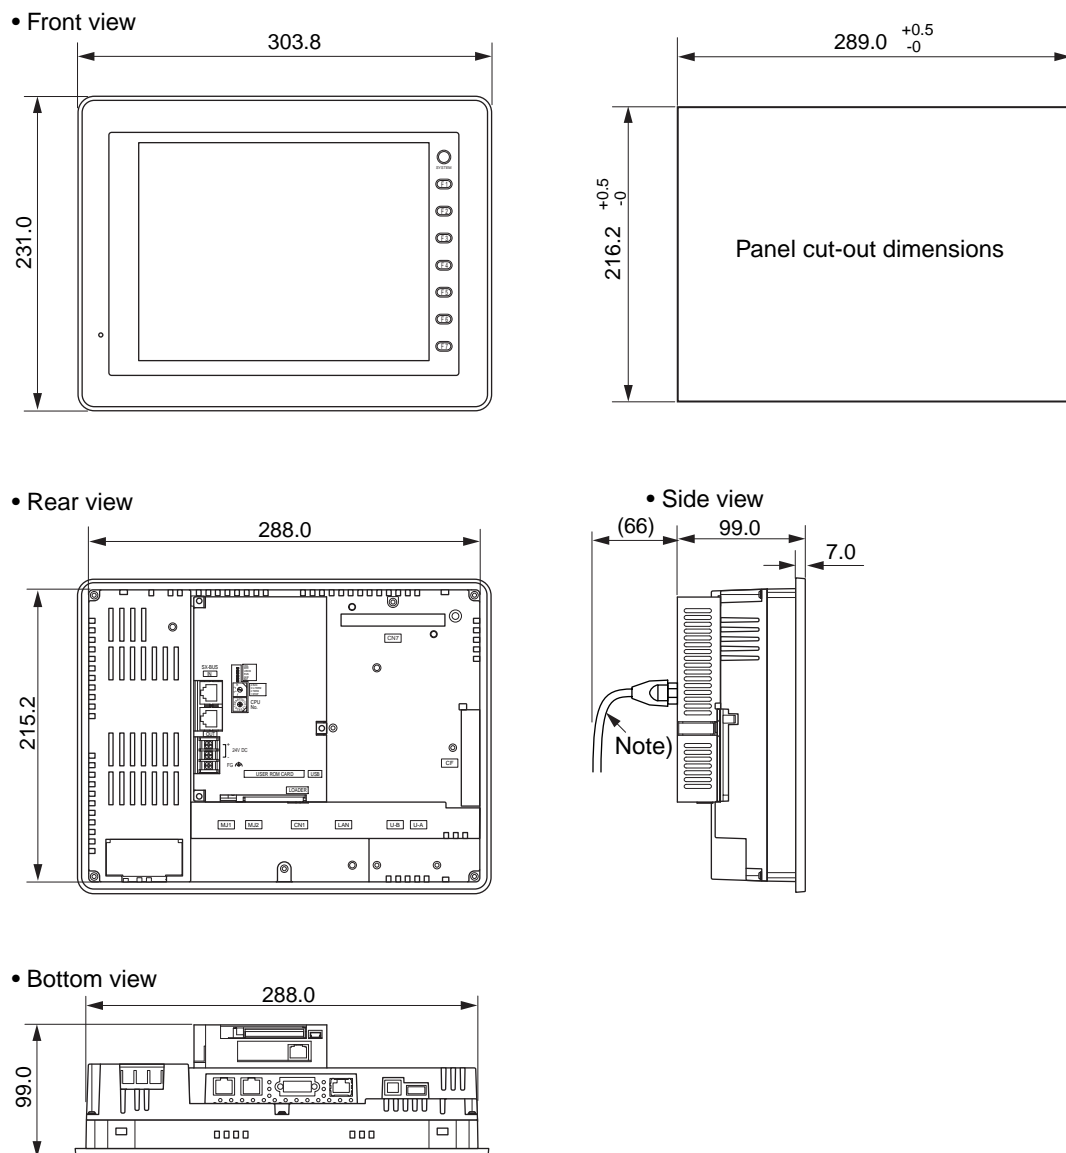 • Front view
303.8
231.0
SYSTEM
F1
F2
F3
F4
F5
F6
F7
289.0 +0.5 -0
216.2 +0.5 -0
Panel cut-out dimensions
• Rear view
288.0
215.2
CN7
SX-BUS
IN
CPU
No.
OUT
+
24V DC
-
FG
USER ROM CARD
USB
LOADER
CF
MJ1
MJ2
CN1
LAN
U-B
U-A
• Side view
(66)
99.0
7.0
Note)
• Bottom view
288.0
99.0